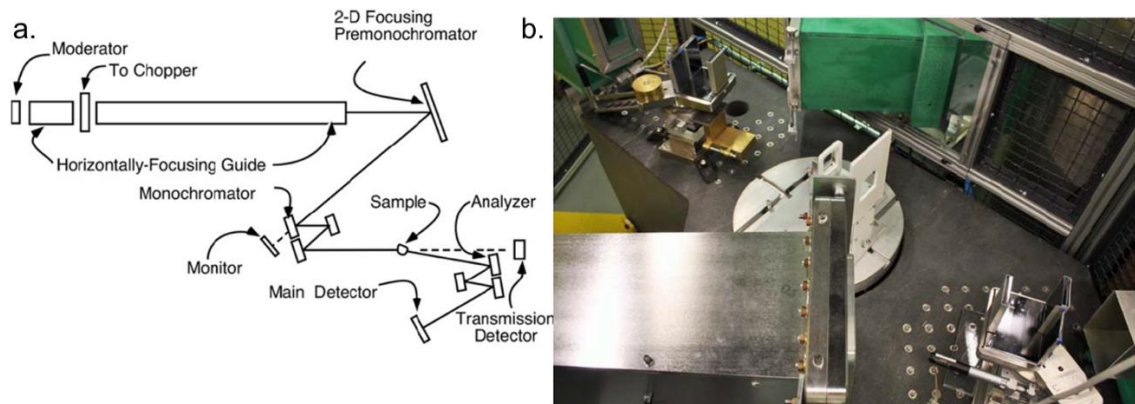 a.
b.
2-D Focusing
Premonochromator
Moderator
To Chopper
Horizontally-Focusing Guide
Monochromator
Sample
Analyzer
Monitor
Main Detector
Transmission
Detector